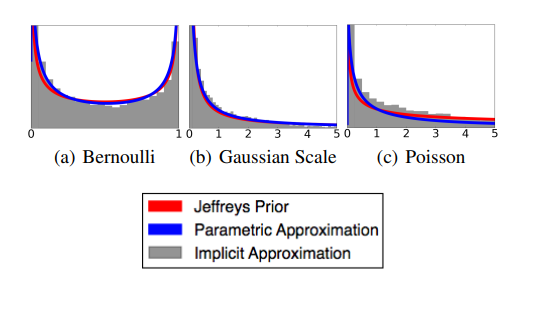 0 1 0 1 2 3 4 5 0 1 2 3 4 5
(a) Bernoulli (b) Gaussian Scale (c) Poisson
Jeffreys Prior
Parametric Approximation
Implicit Approximation